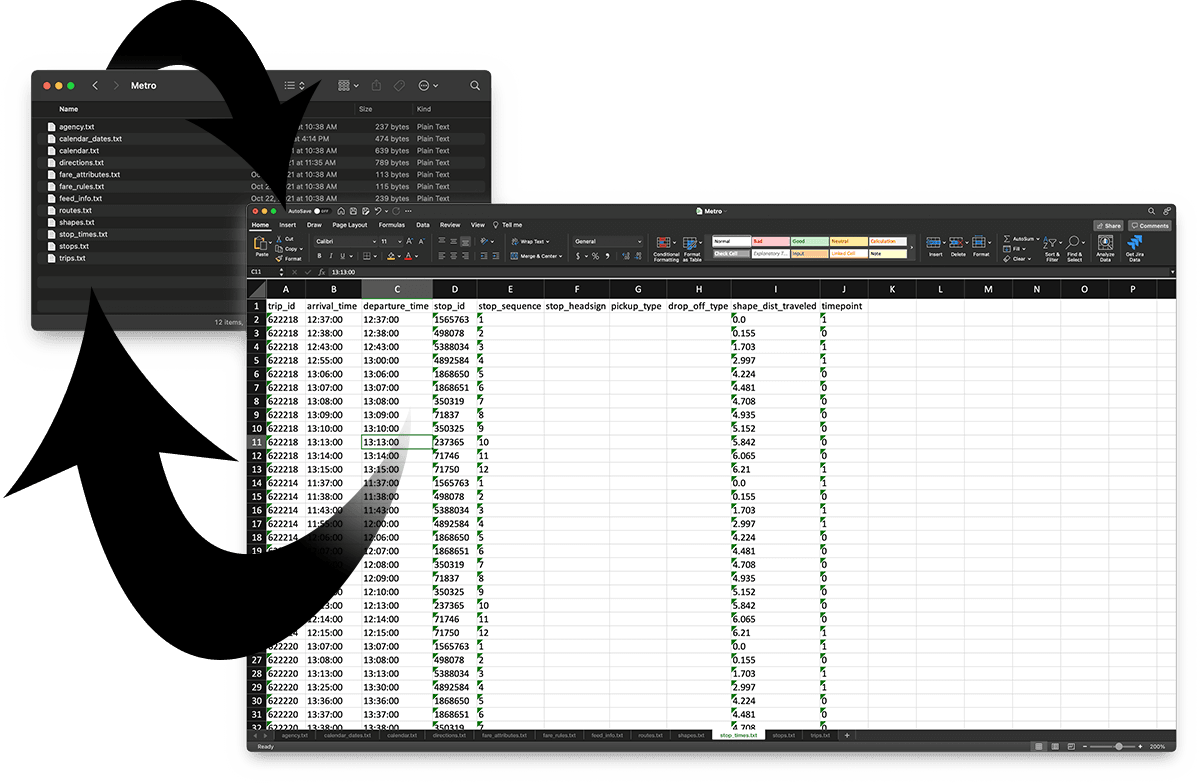 Metro
Name Size Kind
agency.txt at 10:38 AM 237 bytes Plain Text
calendar_dates.txt at 4:14 PM 474 bytes Plain Text
calendar.txt at 10:38 AM 639 bytes Plain Text
directions.txt at 11:35 AM 789 bytes Plain Text
fare_attributes.txt Oct 2 21 at 10:38 AM 113 bytes Plain Text
fare_rules.txt Oct 2 2021 at 10:38 AM 115 bytes Plain Text
feed_info.txt Oct 22, 2021 at 10:38 AM 239 bytes Plain Text
routes.txt
shapes.txt
stop_times.txt
stops.txt
trips.txt
12 items,
AutoSave OFF Metro
Home Insert Draw Page Layout Formulas Data Review View Tell me Share Comments
Paste Cut Copy Format Calibri 11 Wrap Text Merge & Center General Conditional Formatting Format as Table Normal Bad Good Neutral Calculation Check Cell Explanatory T... Input Linked Cell Note Insert Delete Format AutoSum Fill Clear Sort & Filter Find & Select Analyze Data Get Jira Data
C11 fx 13:13:00
A B C D E F G H I J K L M N O P
1 trip_id arrival_time departure_time stop_id stop_sequence stop_headsign pickup_type drop_off_type shape_dist_traveled timepoint
2 622218 12:37:00 12:37:00 1565763 1 0.0 1
3 622218 12:38:00 12:38:00 498078 2 0.155 0
4 622218 12:43:00 12:43:00 5388034 3 1.703 1
5 622218 12:55:00 13:00:00 4892584 4 2.997 1
6 622218 13:06:00 13:06:00 1868650 5 4.224 0
7 622218 13:07:00 13:07:00 1868651 6 4.481 0
8 622218 13:08:00 13:08:00 350319 7 4.708 0
9 622218 13:09:00 13:09:00 71837 8 4.935 0
10 622218 13:10:00 13:10:00 350325 9 5.152 0
11 622218 13:13:00 13:13:00 237365 10 5.842 0
12 622218 13:14:00 13:14:00 71746 11 6.065 0
13 622218 13:15:00 13:15:00 71750 12 6.21 1
14 622214 11:37:00 11:37:00 1565763 1 0.0 1
15 622214 11:38:00 11:38:00 498078 2 0.155 0
16 622214 11:43:00 11:43:00 5388034 3 1.703 1
17 622214 11:55:00 12:00:00 4892584 4 2.997 1
18 622214 12:06:00 12:06:00 1868650 5 4.224 0
19 12:07:00 1868651 6 4.481 0
12:08:00 350319 7 4.708 0
12:09:00 71837 8 4.935 0
12:10:00 350325 9 5.152 0
12:13:00 237365 10 5.842 0
12:14:00 12:14:00 71746 11 6.065 0
12:15:00 12:15:00 71750 12 6.21 1
622220 13:07:00 13:07:00 1565763 1 0.0 1
27 622220 13:08:00 13:08:00 498078 2 0.155 0
28 622220 13:13:00 13:13:00 5388034 3 1.703 1
29 622220 13:25:00 13:30:00 4892584 4 2.997 1
30 622220 13:36:00 13:36:00 1868650 5 4.224 0
31 622220 13:37:00 13:37:00 1868651 6 4.481 0
32 622220 13:38:00 13:38:00 350319 7 4.708 0
agency.txt calendar_dates.txt calendar.txt directions.txt fare_attributes.txt fare_rules.txt feed_info.txt routes.txt shapes.txt stop_times.txt stops.txt trips.txt +
Ready 200%